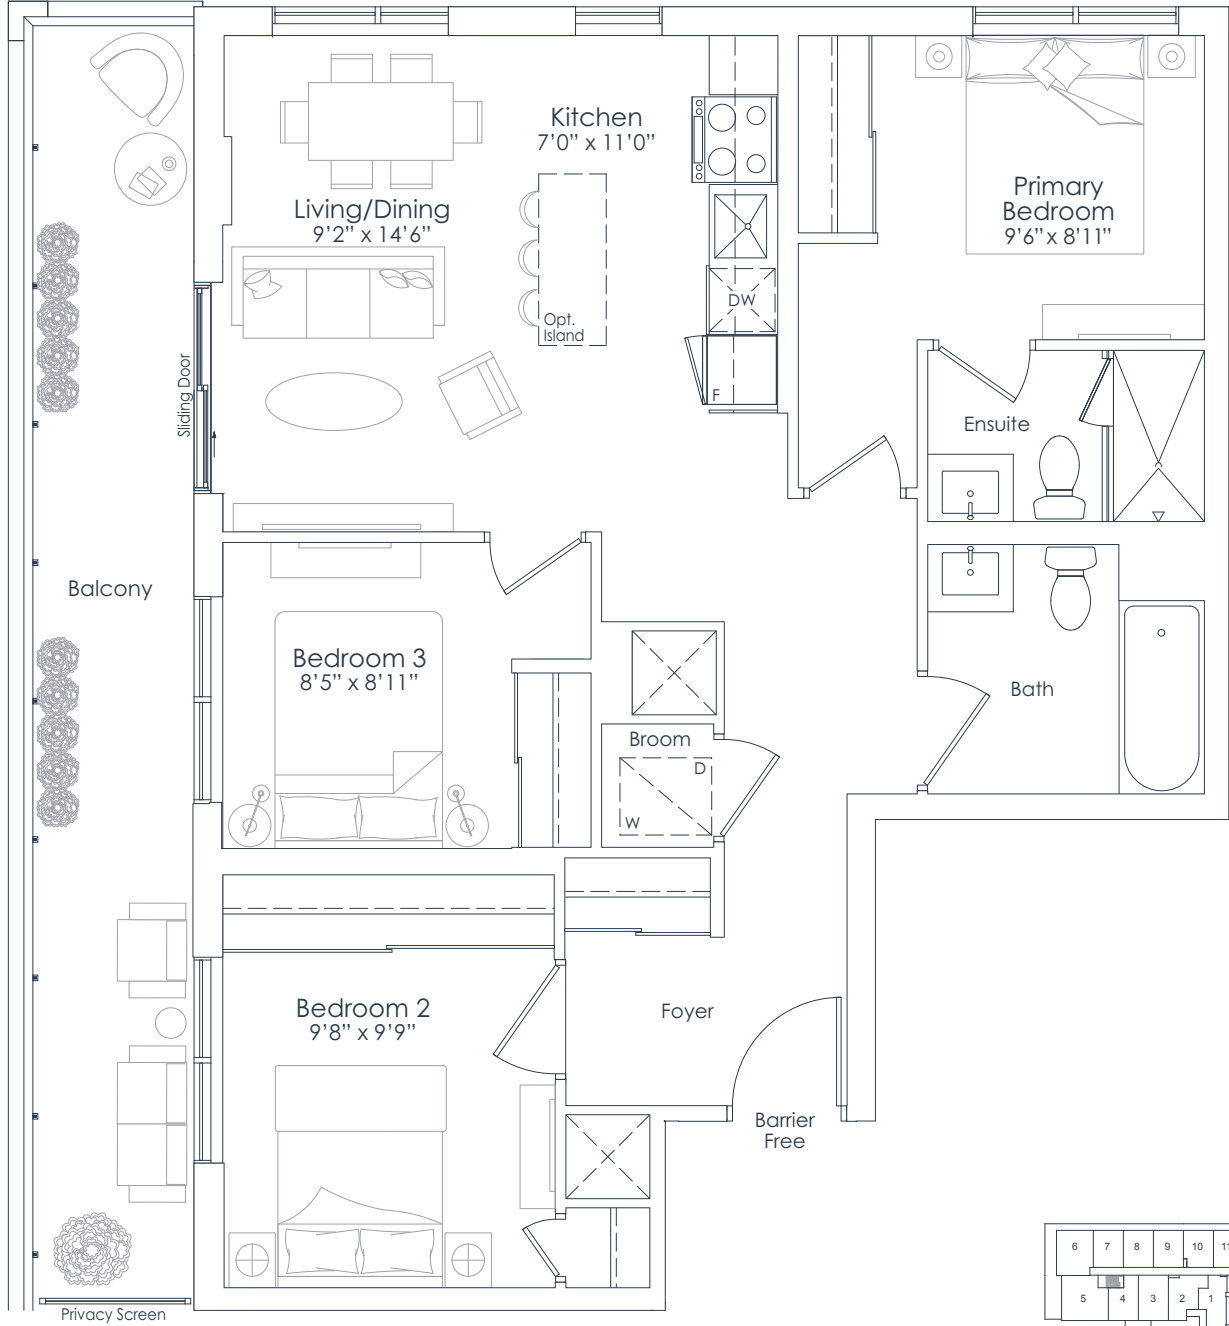 Kitchen
7’0” x 11’0”
Living/Dining
9’2” x 14’6”
Primary
Bedroom
9’6” x 8’11”
DW
Opt.
Island
Sliding Door
F
Ensuite
Balcony
Bedroom 3
8’5” x 8’11”
Bath
Broom
D
W
Bedroom 2
9’8” x 9’9”
Foyer
Barrier
Free
6 7 8 9 10 11
5 4 3 2 1
Privacy Screen